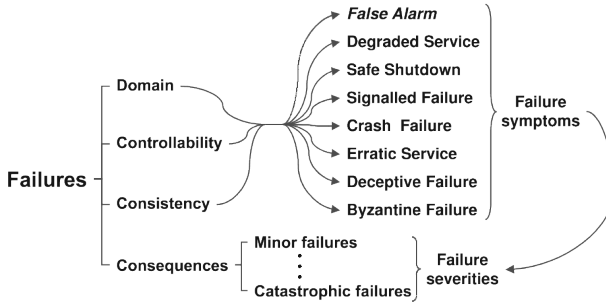 False Alarm
Degraded Service
Domain
Safe Shutdown
Signalled Failure
Failure
symptoms
Controllability
Crash Failure
Erratic Service
Failures
Deceptive Failure
Consistency
Byzantine Failure
Minor failures
Consequences
Failure
severities
Catastrophic failures